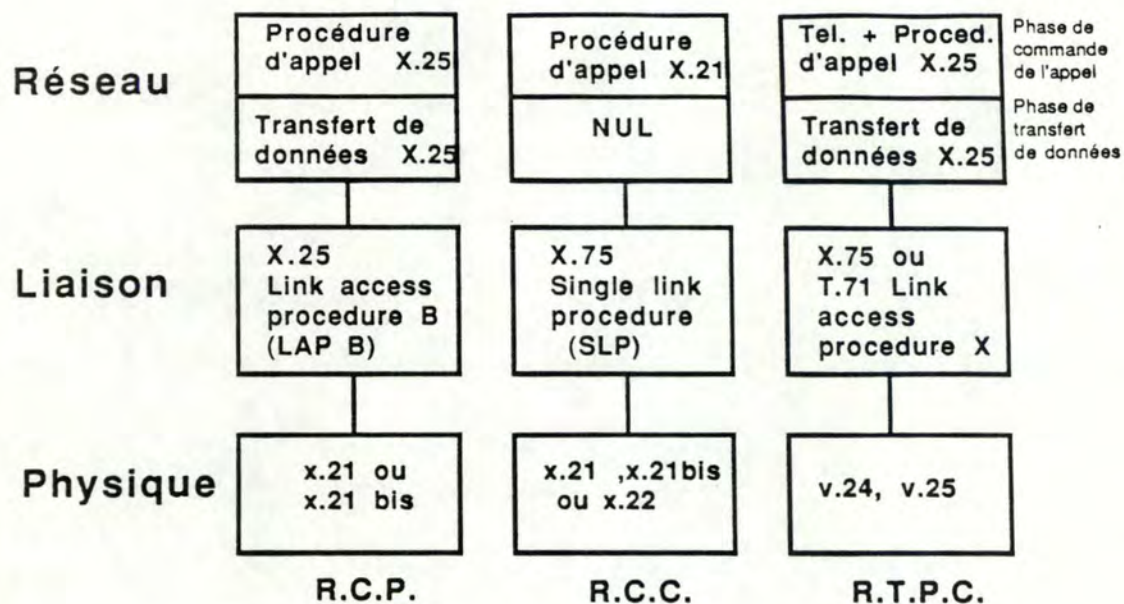 Réseau
Procédure
d'appel X.25
Transfert de
données X.25
Procédure
d'appel X.21
NUL
Tel. + Proced.
d'appel X.25
Transfert de
données X.25
Phase de
commande
de l'appel
Phase de
transfert
de données
Liaison
X.25
Link access
procedure B
(LAP B)
X.75
Single link
procedure
(SLP)
X.75 ou
T.71 Link
access
procedure X
Physique
x.21 ou
x.21 bis
x.21 ,x.21bis
ou x.22
v.24, v.25
R.C.P.
R.C.C.
R.T.P.C.